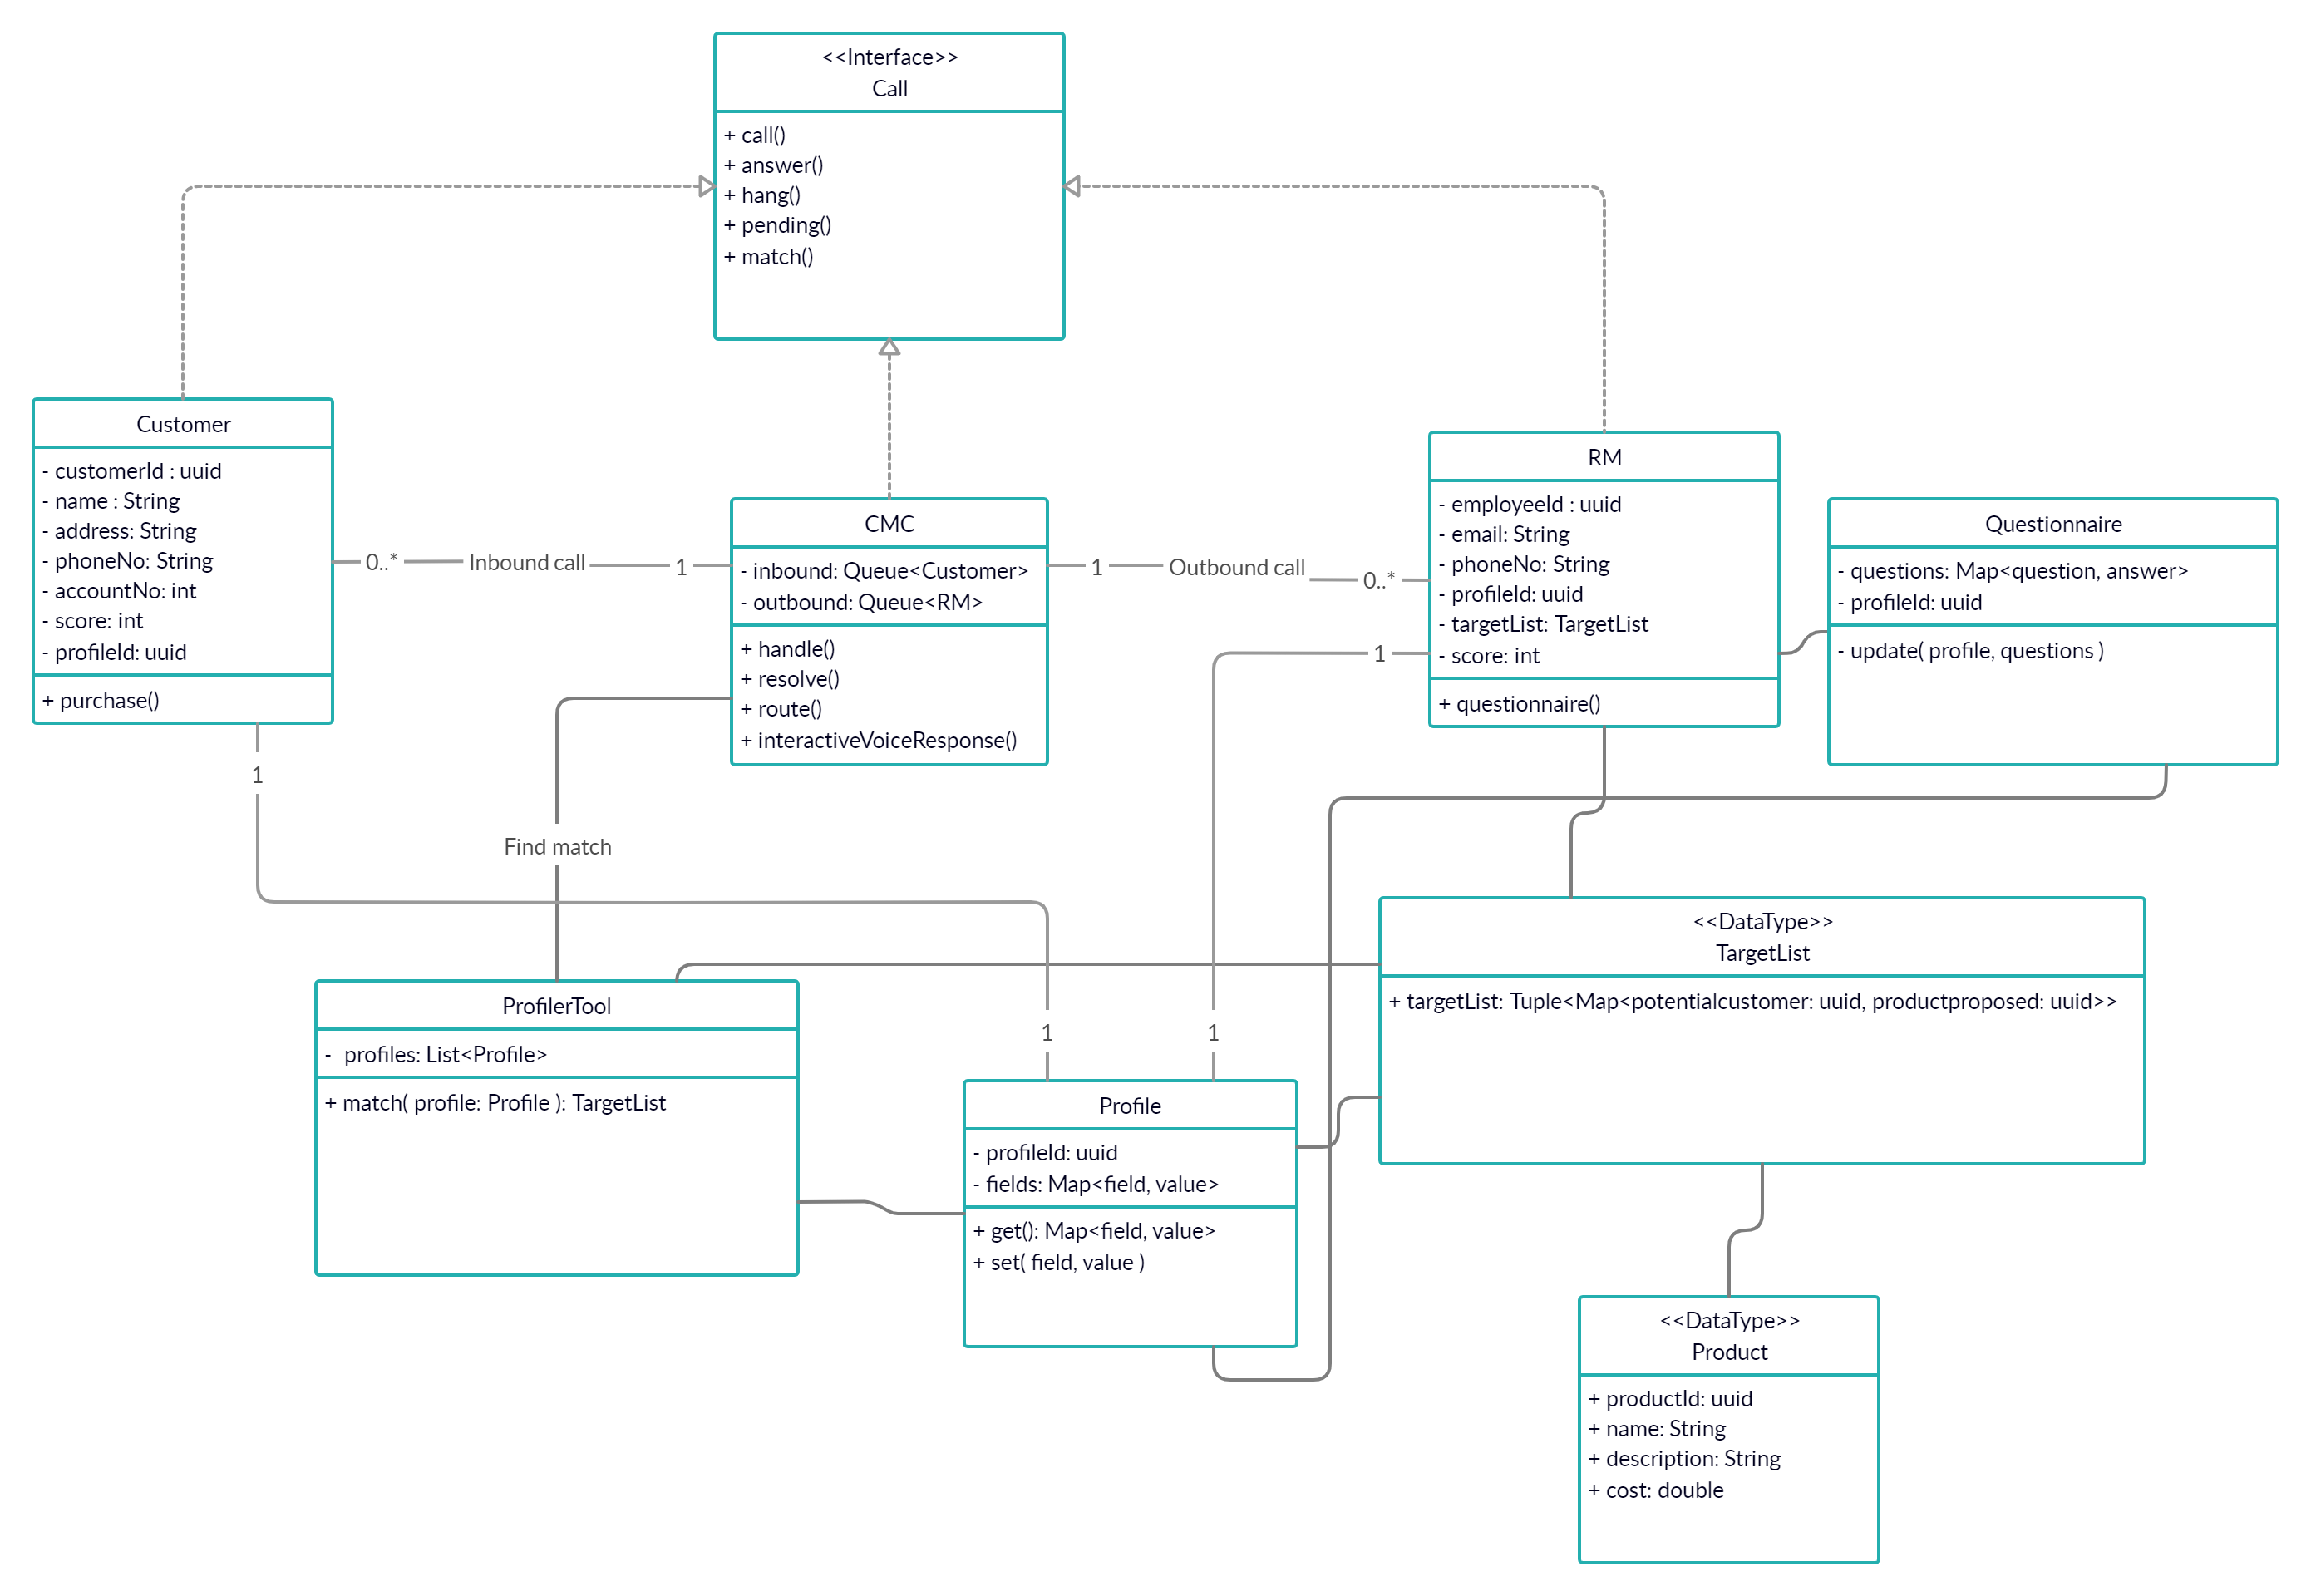 <<Interface>>
Call
+ call()
+ answer()
+ hang()
+ pending()
+ match()
Customer
- customerId : uuid
- name : String
- address: String
- phoneNo: String
- accountNo: int
- score: int
- profileId: uuid
+ purchase()
0..*
Inbound call
1
CMC
- inbound: Queue<Customer>
- outbound: Queue<RM>
+ handle()
+ resolve()
+ route()
+ interactiveVoiceResponse()
1
Outbound call
0..*
RM
- employeeId : uuid
- email: String
- phoneNo: String
- profileId: uuid
- targetList: TargetList
- score: int
+ questionnaire()
1
Questionnaire
- questions: Map<question, answer>
- profileId: uuid
- update( profile, questions )
1
Find match
<<DataType>>
TargetList
+ targetList: Tuple<Map<potentialcustomer: uuid, productproposed: uuid>>
ProfilerTool
- profiles: List<Profile>
+ match( profile: Profile ): TargetList
1
1
Profile
- profileId: uuid
- fields: Map<field, value>
+ get(): Map<field, value>
+ set( field, value )
<<DataType>>
Product
+ productId: uuid
+ name: String
+ description: String
+ cost: double